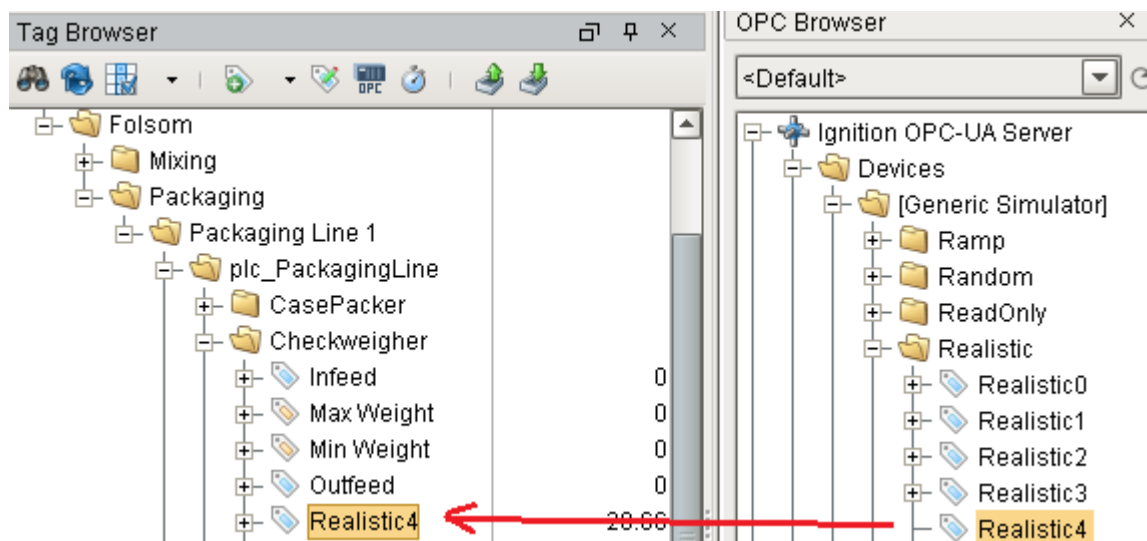 Tag Browser
OPC
Folsom
Mixing
Packaging
Packaging Line 1
plc_PackagingLine
CasePacker
Checkweigher
Infeed 0
Max Weight 0
Min Weight 0
Outfeed 0
Realistic4 20.66
OPC Browser
<Default>
Ignition OPC-UA Server
Devices
[Generic Simulator]
Ramp
Random
ReadOnly
Realistic
Realistic0
Realistic1
Realistic2
Realistic3
Realistic4